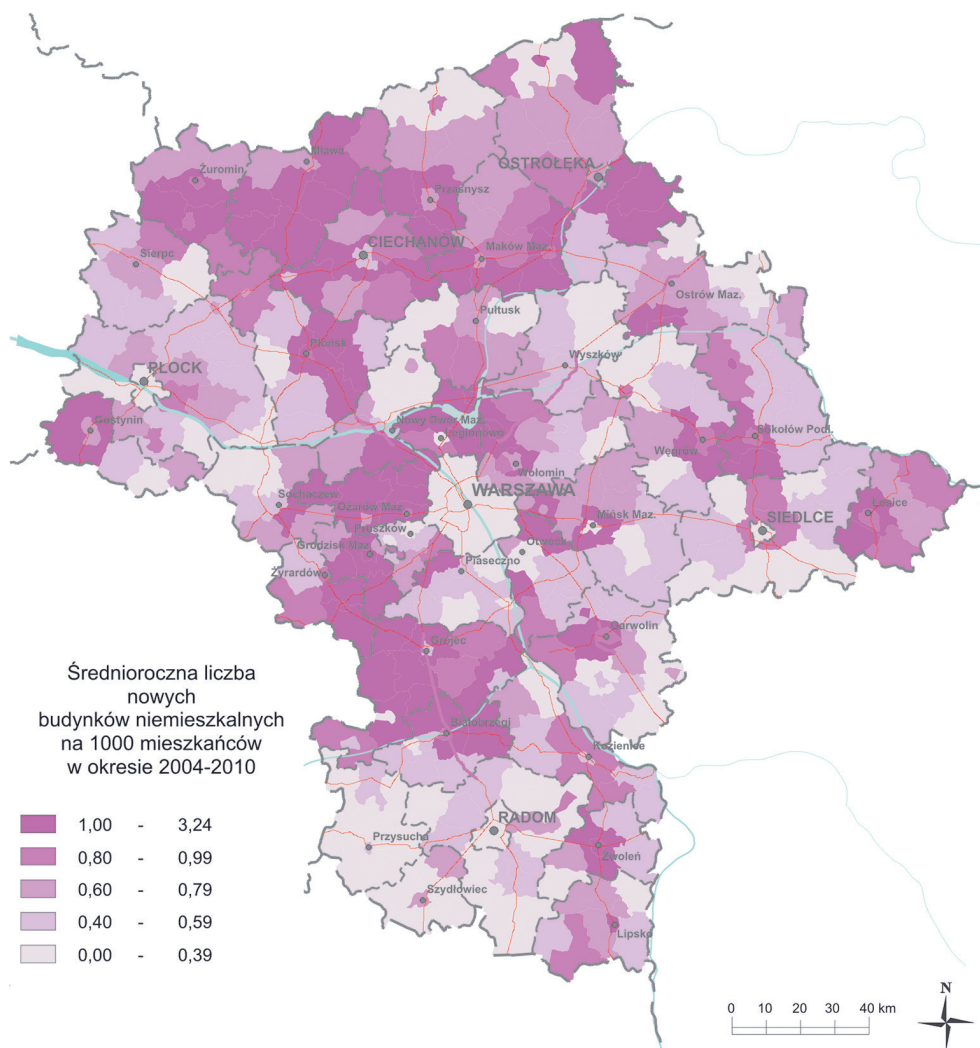 Mława
OSTROŁĘKA
Żuromin
Przasnysz
CIECHANÓW
Maków Maz.
Sierpc
Ostrów Maz.
Pułtusk
Płońsk
Wyszków
PŁOCK
Gostynin
Nowy Dwór Maz.
Legionowo
Sokołów Podl.
Węgrów
Wołomin
WARSZAWA
Sochaczew
Ożarów Maz.
Mińsk Maz.
SIEDLCE
Łosice
Pruszków
Grodzisk Maz.
Otwock
Piaseczno
Żyrardów
Garwolin
Grójec
Średnioroczna liczba
nowych
budynków niemieszkalnych
na 1000 mieszkańców
w okresie 2004-2010
Białobrzegi
Kozienice
RADOM
Przysucha
Zwoleń
Szydłowiec
Lipsko
1,00 - 3,24
0,80 - 0,99
0,60 - 0,79
0,40 - 0,59
0,00 - 0,39
N
0 10 20 30 40 km